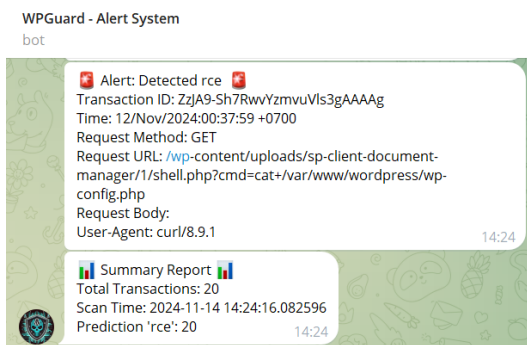 WPGuard - Alert System
bot
🚨 Alert: Detected rce 🚨
Transaction ID: ZzJA9-Sh7RwvYzmvuVls3gAAAAg
Time: 12/Nov/2024:00:37:59 +0700
Request Method: GET
Request URL: /wp-content/uploads/sp-client-document-
manager/1/shell.php?cmd=cat+/var/www/wordpress/wp-
config.php
Request Body:
User-Agent: curl/8.9.1
14:24
📊 Summary Report 📊
Total Transactions: 20
Scan Time: 2024-11-14 14:24:16.082596
Prediction 'rce': 20
14:24